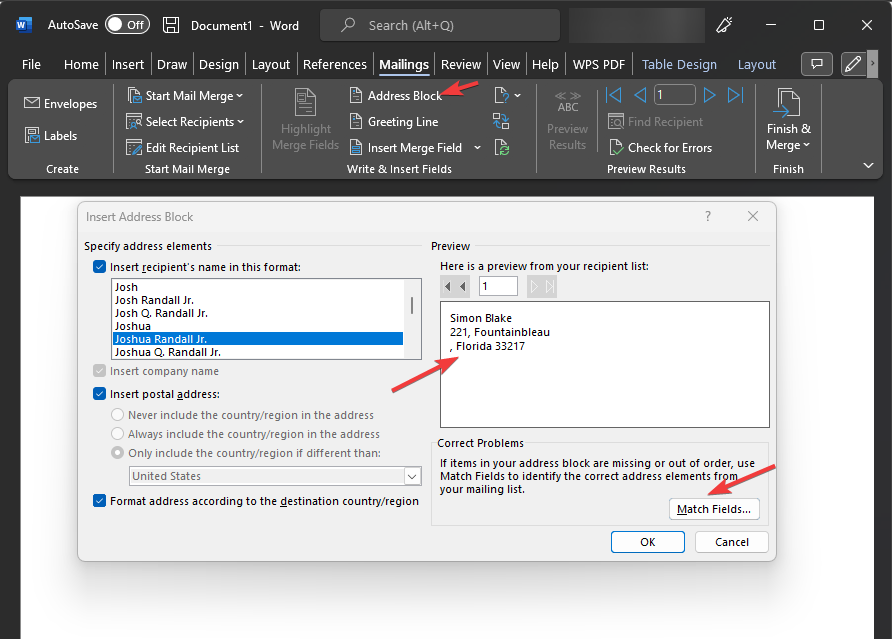 W AutoSave Off Document1 - Word Search (Alt+Q)
File Home Insert Draw Design Layout References Mailings Review View Help WPS PDF Table Design Layout
Envelopes
Labels
Create
Start Mail Merge
Select Recipients
Edit Recipient List
Start Mail Merge
Highlight
Merge Fields
Address Block
Greeting Line
Insert Merge Field
Write & Insert Fields
ABC
Preview
Results
1
Find Recipient
Check for Errors
Preview Results
Finish &
Merge
Finish
Insert Address Block ?
Specify address elements
Insert recipient's name in this format:
Josh
Josh Randall Jr.
Josh Q. Randall Jr.
Joshua
Joshua Randall Jr.
Joshua Q. Randall Jr.
Insert company name
Insert postal address:
Never include the country/region in the address
Always include the country/region in the address
Only include the country/region if different than:
United States
Format address according to the destination country/region
Preview
Here is a preview from your recipient list:
1
Simon Blake
221, Fountainbleau
, Florida 33217
Correct Problems
If items in your address block are missing or out of order, use
Match Fields to identify the correct address elements from
your mailing list.
Match Fields...
OK Cancel